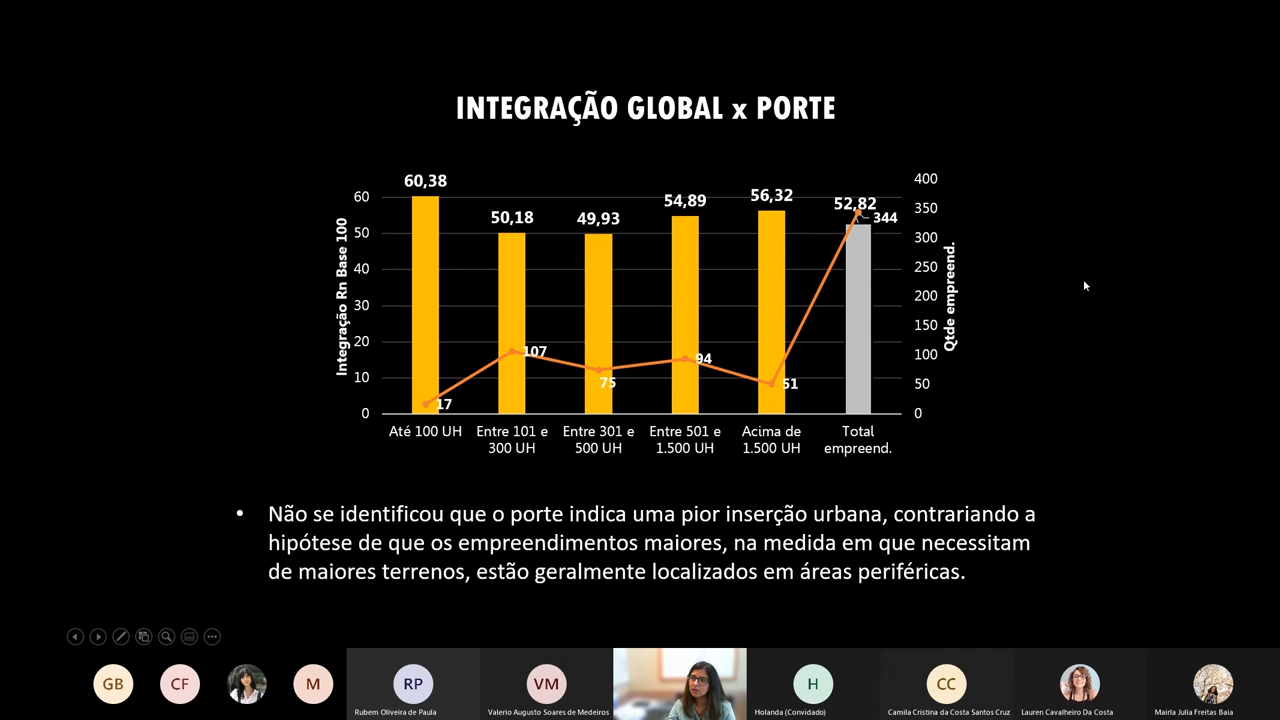 INTEGRAÇÃO GLOBAL x PORTE
Integração Rn Base 100
60
50
40
30
20
10
0
60,38
50,18
49,93
54,89
56,32
52,82
344
17
107
75
94
51
400
350
300
250
200
150
100
50
0
Qtde empreend.
Até 100 UH
Entre 101 e
300 UH
Entre 301 e
500 UH
Entre 501 e
1.500 UH
Acima de
1.500 UH
Total
empreend.
• Não se identificou que o porte indica uma pior inserção urbana, contrariando a
hipótese de que os empreendimentos maiores, na medida em que necessitam
de maiores terrenos, estão geralmente localizados em áreas periféricas.
GB
CF
M
RP
Rubem Oliveira de Paula
VM
Valerio Augusto Soares de Medeiros
H
Holanda (Convidado)
CC
Camila Cristina da Costa Santos Cruz
Lauren Cavalheiro Da Costa
Mairla Julia Freitas Baia